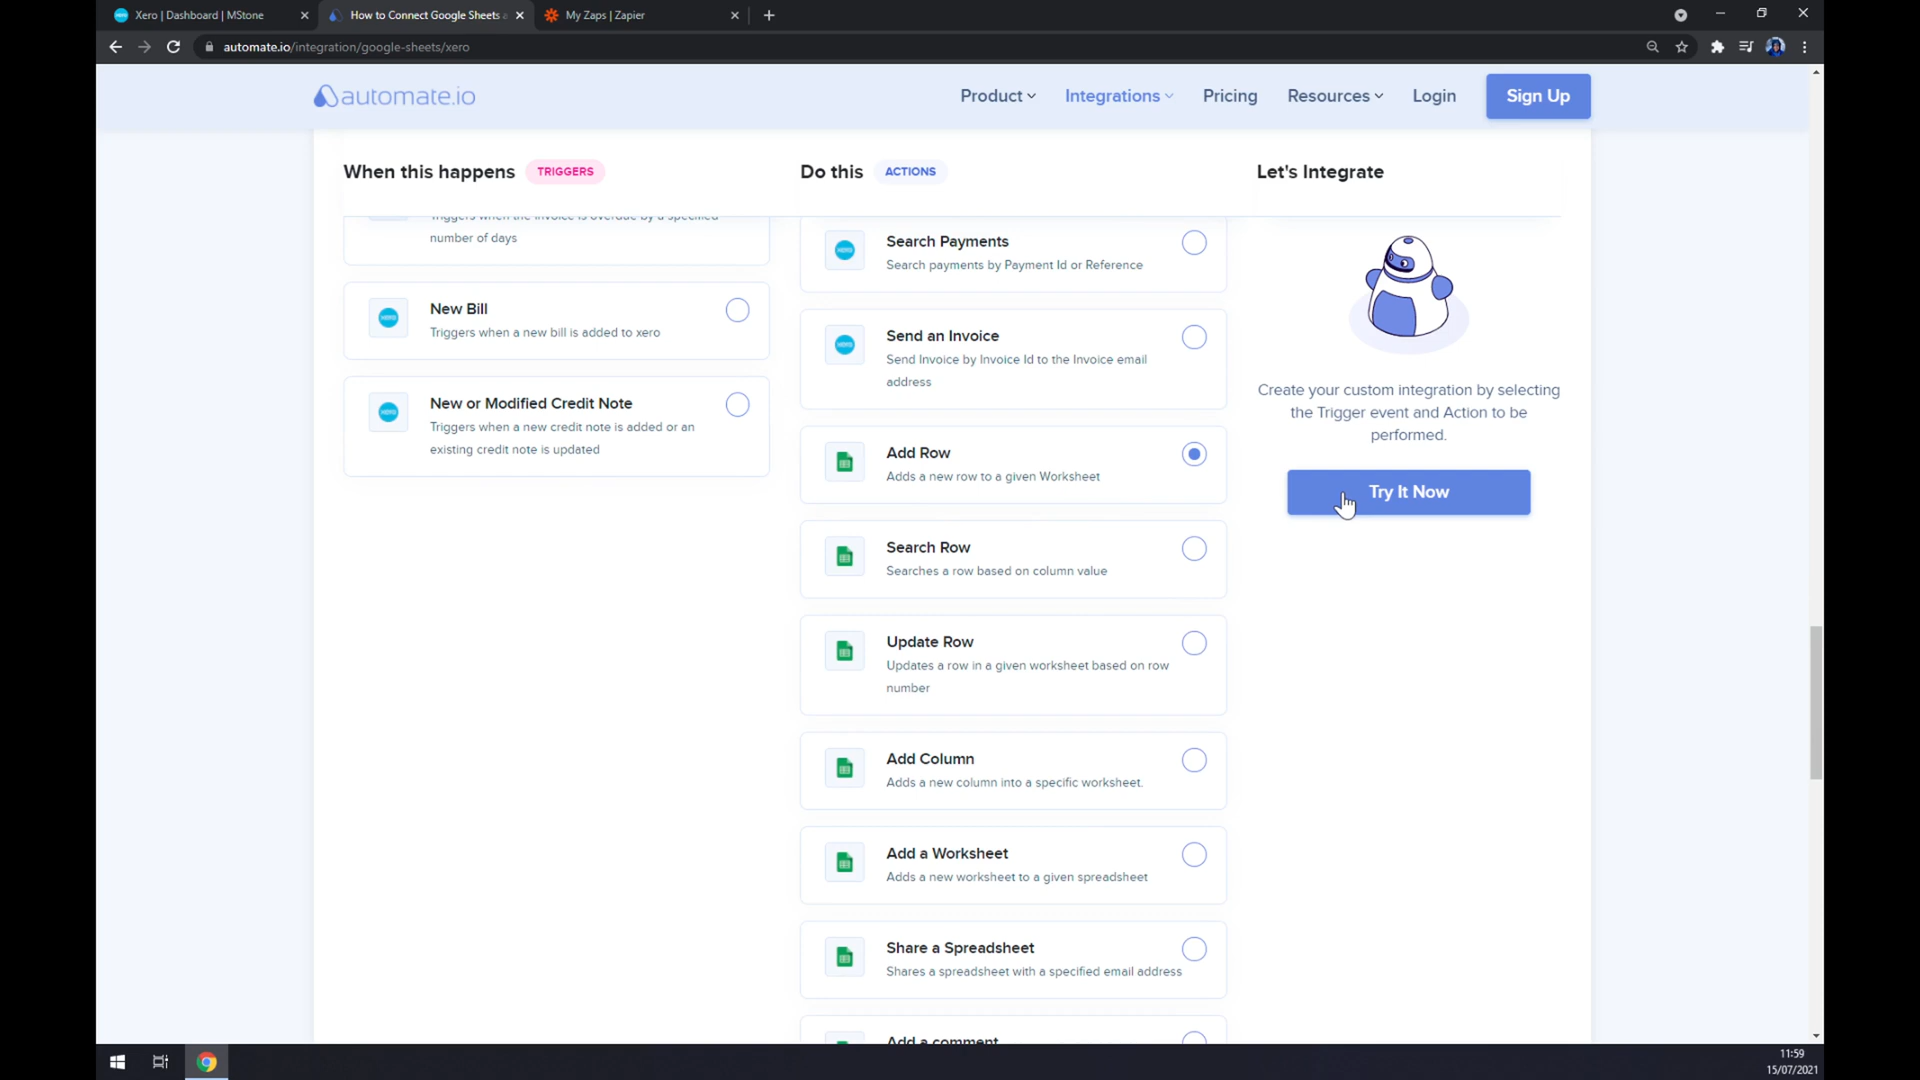 Xero | Dashboard | MStone
How to Connect Google Sheets a
My Zaps | Zapier
automate.io/integration/google-sheets/xero
automate.io
Product
Integrations
Pricing
Resources
Login
Sign Up
When this happens TRIGGERS
Do this ACTIONS
Let's Integrate
Triggers when the invoice is overdue by a specified
number of days
New Bill
Triggers when a new bill is added to xero
New or Modified Credit Note
Triggers when a new credit note is added or an
existing credit note is updated
Search Payments
Search payments by Payment Id or Reference
Send an Invoice
Send Invoice by Invoice Id to the Invoice email
address
Add Row
Adds a new row to a given Worksheet
Search Row
Searches a row based on column value
Update Row
Updates a row in a given worksheet based on row
number
Add Column
Adds a new column into a specific worksheet.
Add a Worksheet
Adds a new worksheet to a given spreadsheet
Share a Spreadsheet
Shares a spreadsheet with a specified email address
Add a comment
Create your custom integration by selecting
the Trigger event and Action to be
performed.
Try It Now
11:59
15/07/2021